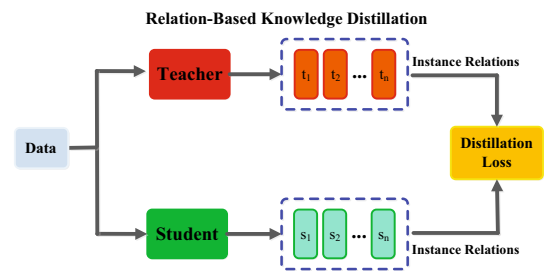 Relation-Based Knowledge Distillation
Teacher
t1 t2 ... tn
Instance Relations
Data
Distillation
Loss
Student
s1 s2 ... sn
Instance Relations